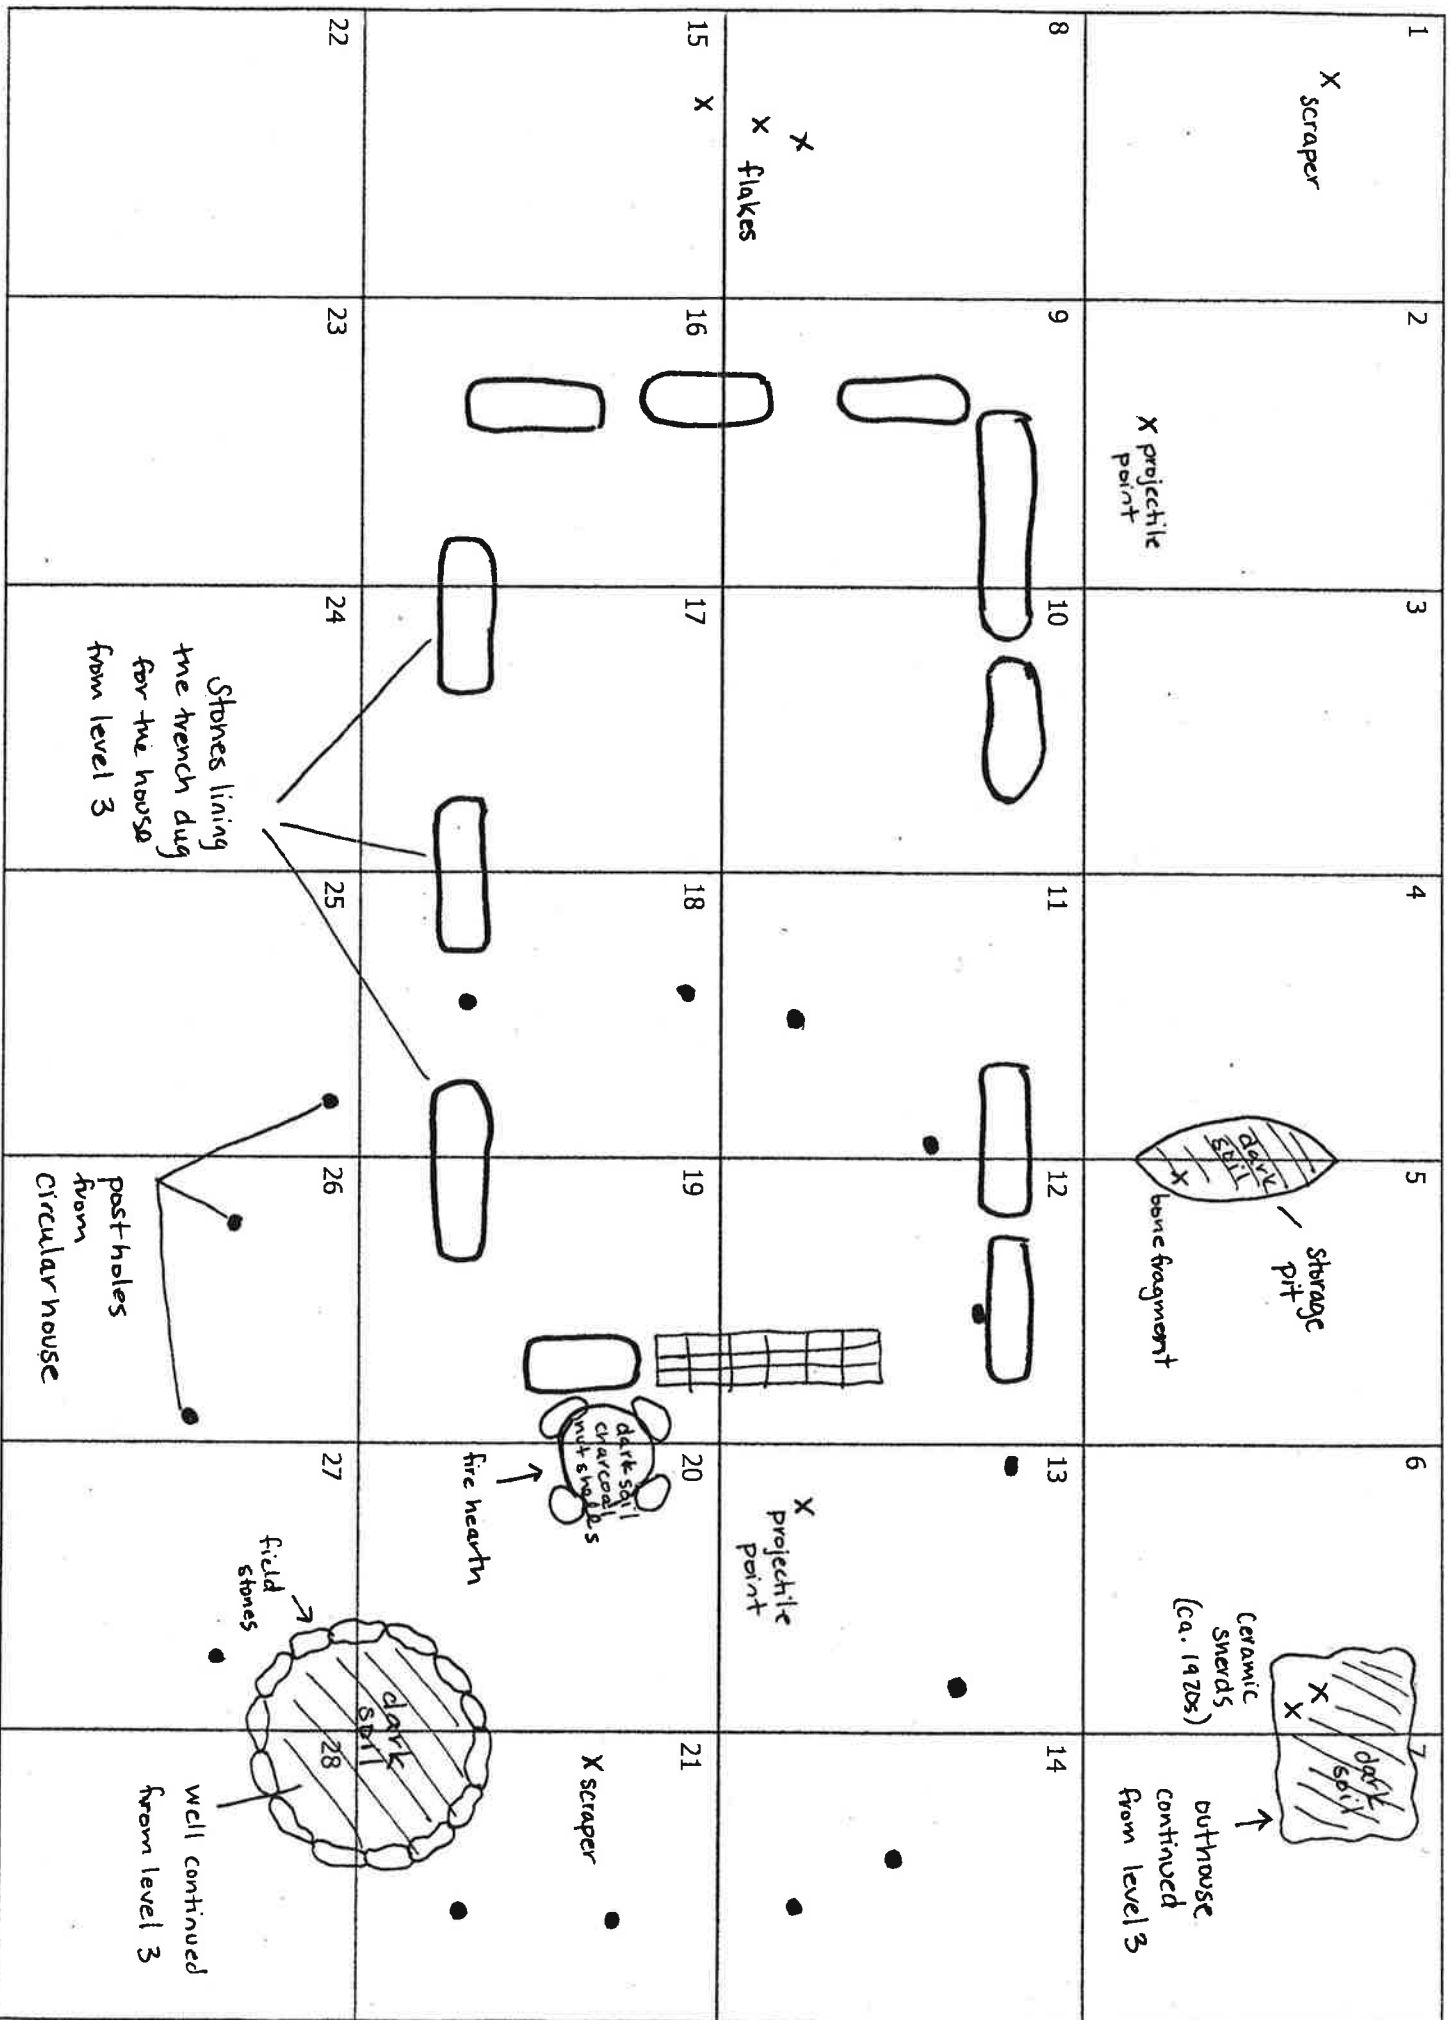 1
2
3
4
5
6
7
x scraper
x projectile
point
dark
soil
x
bone fragment
storage
pit
ceramic
sherds
(ca. 1920s)
x
x
dark
soil
outhouse
continued
from level 3
8
9
10
11
12
13
14
x
x
flakes
x
projectile
point
15
16
17
18
19
20
21
x
dark soil
charcoal
nut shells
fire hearth
x scraper
22
23
24
25
26
27
28
Stones lining
the trench dug
for the house
from level 3
post holes
from
circular house
field
stones
dark
soil
well continued
from level 3